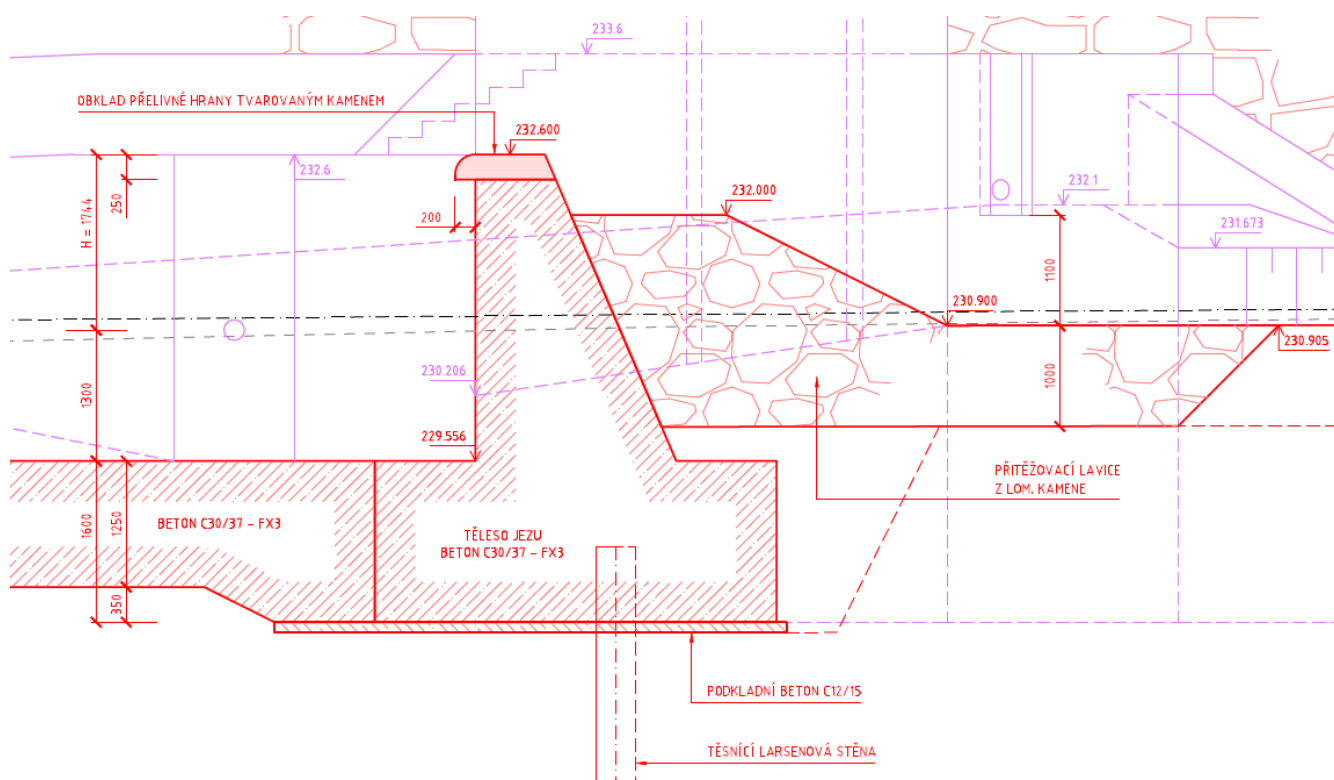 233.6
OBKLAD PŘELIVNÉ HRANY TVAROVANÝM KAMENEM
232.600
232.6
250
H = 1744
200
232.000
232.1
231.673
1100
230.900
230.905
230.206
1300
1000
229.556
PŘITĚŽOVACÍ LAVICE
Z LOM. KAMENE
BETON C30/37 – FX3
TĚLESO JEZU
BETON C30/37 – FX3
1600
1250
350
PODKLADNÍ BETON C12/15
TĚSNÍCÍ LARSENOVÁ STĚNA